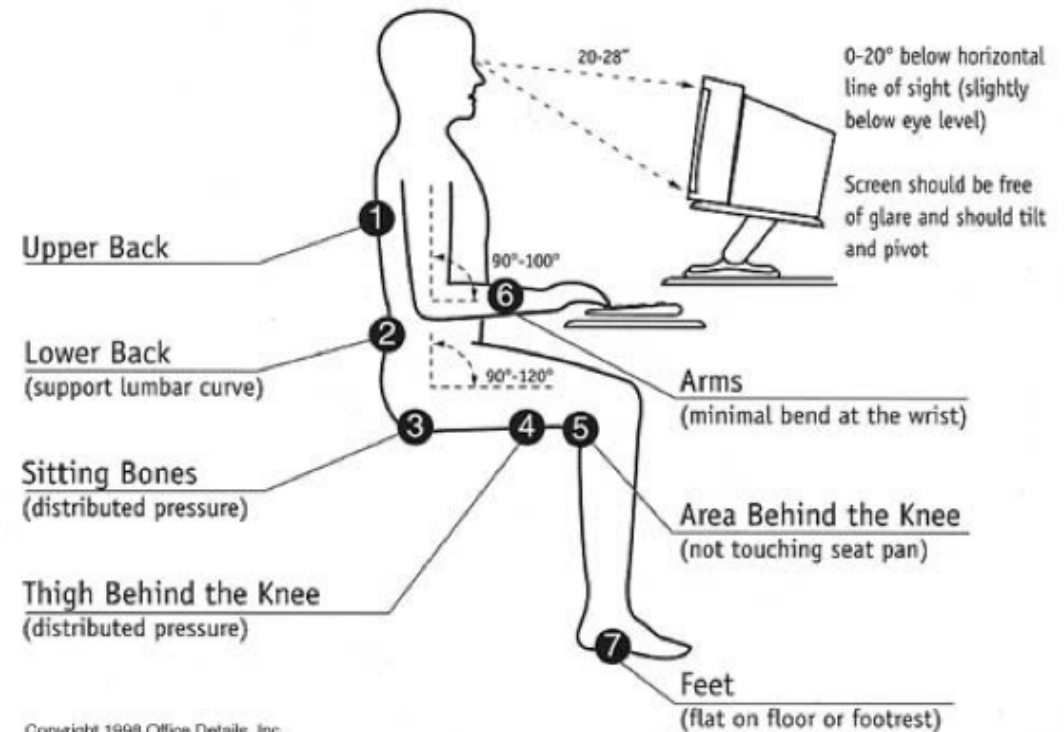 20-28"
0-20° below horizontal
line of sight (slightly
below eye level)
Screen should be free
of glare and should tilt
and pivot
1
Upper Back
90°-100°
6
2
Lower Back
(support lumbar curve)
90°-120°
Arms
(minimal bend at the wrist)
3
4
5
Sitting Bones
(distributed pressure)
Area Behind the Knee
(not touching seat pan)
Thigh Behind the Knee
(distributed pressure)
7
Feet
(flat on floor or footrest)
Copyright 1998 Office Details, Inc.